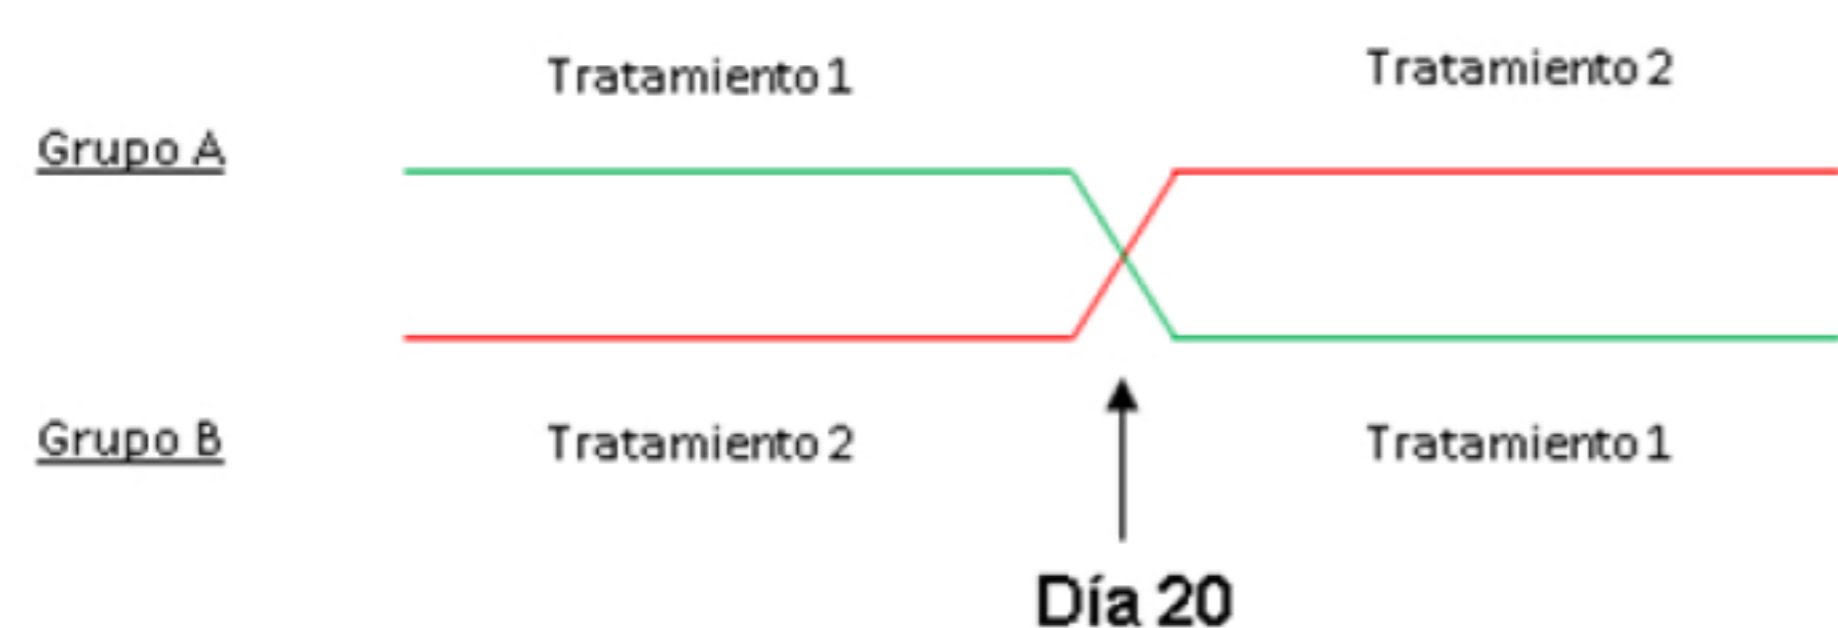 Tratamiento 1
Tratamiento 2
Grupo A
Grupo B
Tratamiento 2
Tratamiento 1
Día 20